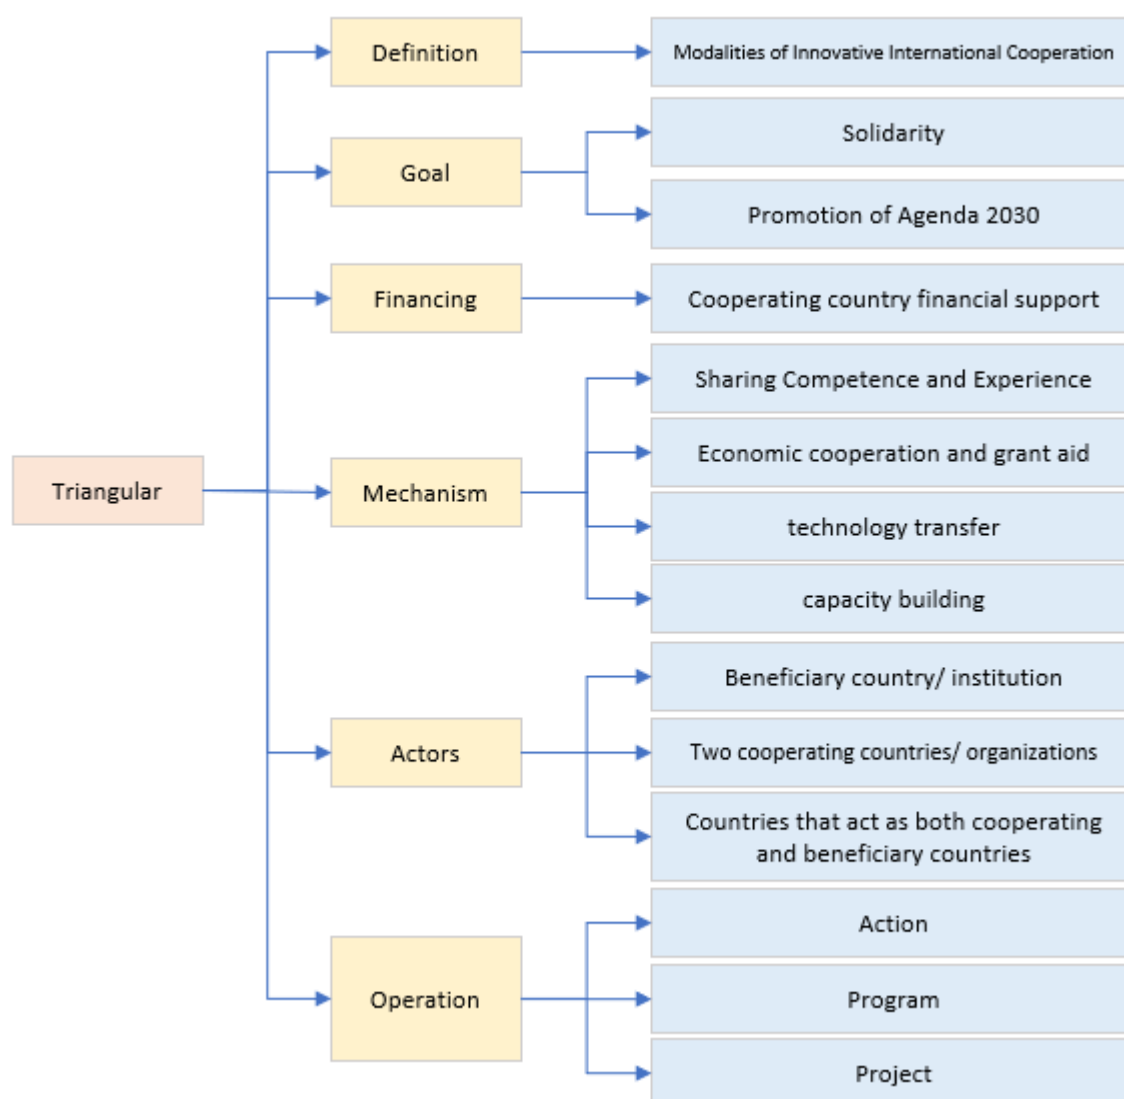 Definition
Modalities of Innovative International Cooperation
Solidarity
Goal
Promotion of Agenda 2030
Financing
Cooperating country financial support
Sharing Competence and Experience
Economic cooperation and grant aid
Triangular
Mechanism
technology transfer
capacity building
Beneficiary country/ institution
Actors
Two cooperating countries/ organizations
Countries that act as both cooperating
and beneficiary countries
Action
Operation
Program
Project